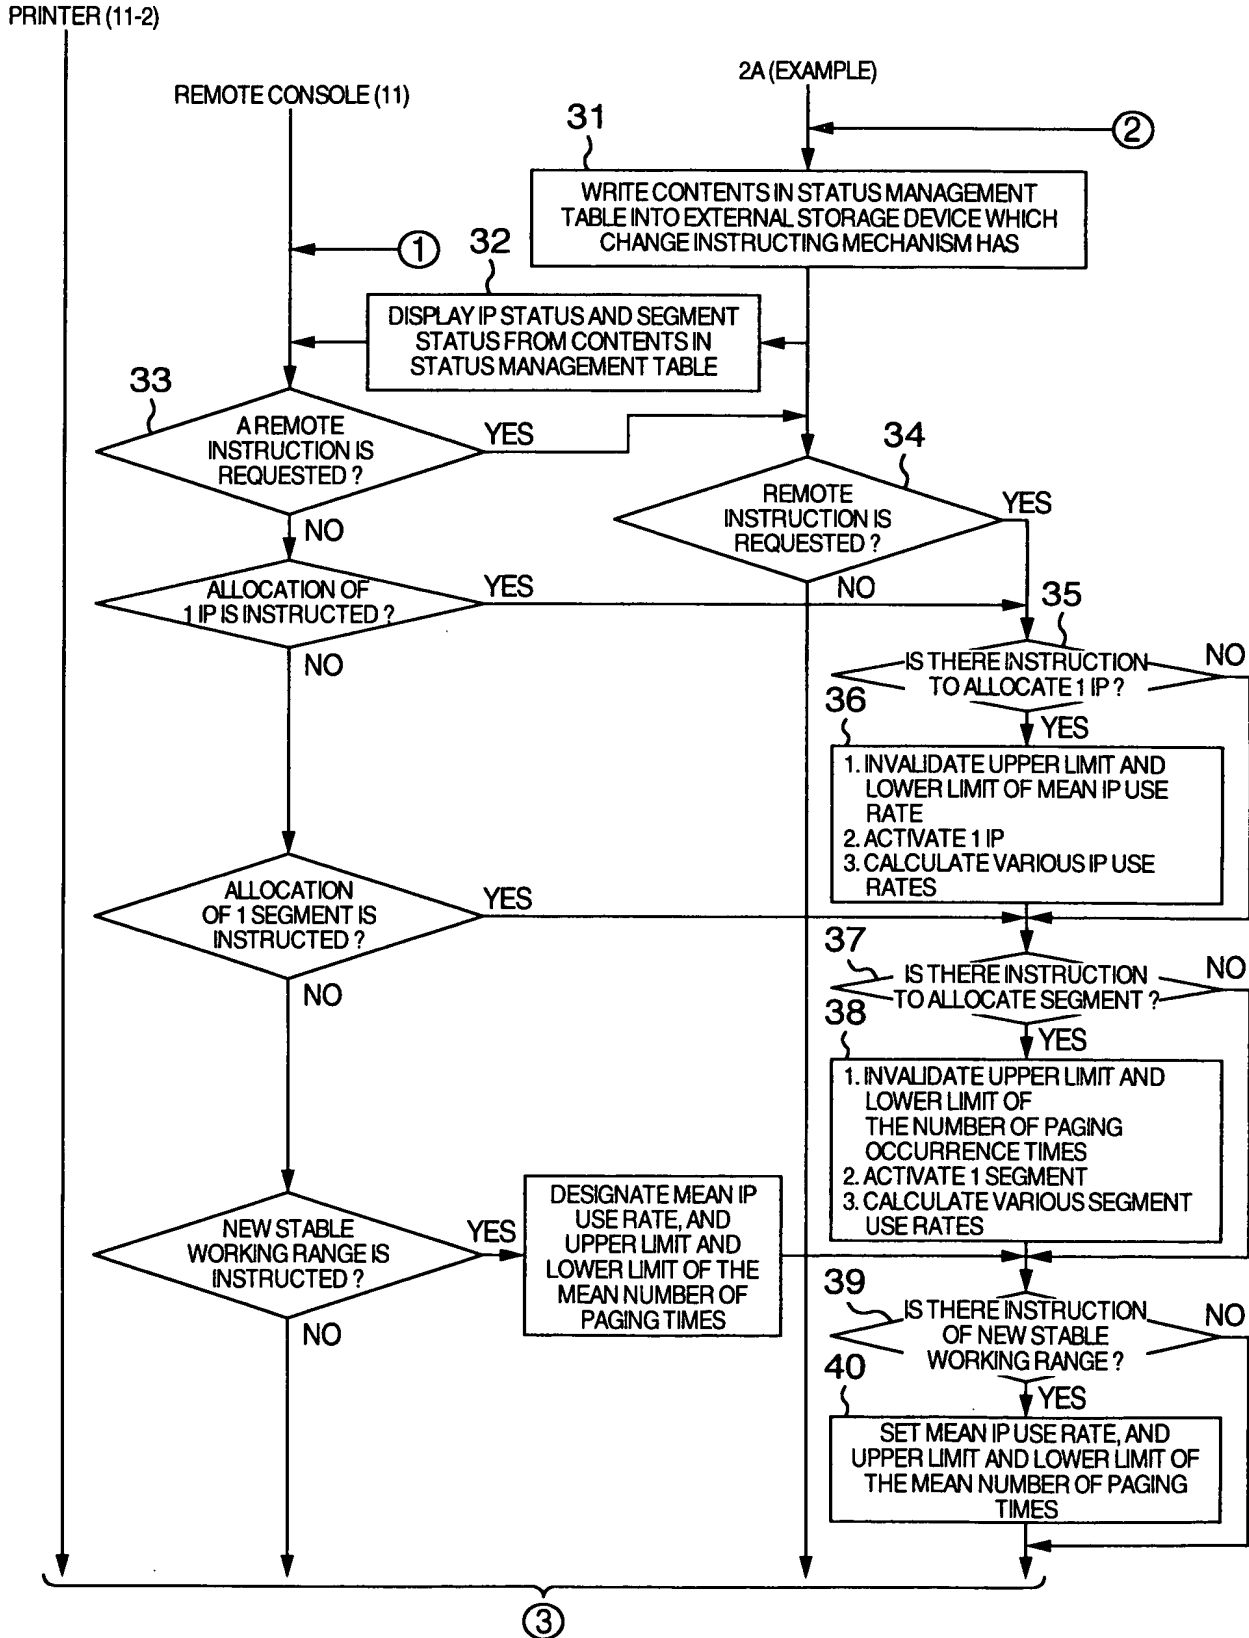 PRINTER (11-2)
REMOTE CONSOLE (11)
2A (EXAMPLE)
31
2
WRITE CONTENTS IN STATUS MANAGEMENT
TABLE INTO EXTERNAL STORAGE DEVICE WHICH
CHANGE INSTRUCTING MECHANISM HAS
1
32
DISPLAY IP STATUS AND SEGMENT
STATUS FROM CONTENTS IN
STATUS MANAGEMENT TABLE
33
A REMOTE
INSTRUCTION IS
REQUESTED ?
YES
NO
34
REMOTE
INSTRUCTION IS
REQUESTED ?
YES
NO
ALLOCATION OF
1 IP IS INSTRUCTED ?
YES
NO
35
IS THERE INSTRUCTION
TO ALLOCATE 1 IP ?
NO
YES
36
1. INVALIDATE UPPER LIMIT AND
LOWER LIMIT OF MEAN IP USE
RATE
2. ACTIVATE 1 IP
3. CALCULATE VARIOUS IP USE
RATES
ALLOCATION
OF 1 SEGMENT IS
INSTRUCTED ?
YES
NO
37
IS THERE INSTRUCTION
TO ALLOCATE SEGMENT ?
NO
YES
38
1. INVALIDATE UPPER LIMIT AND
LOWER LIMIT OF
THE NUMBER OF PAGING
OCCURRENCE TIMES
2. ACTIVATE 1 SEGMENT
3. CALCULATE VARIOUS SEGMENT
USE RATES
NEW STABLE
WORKING RANGE IS
INSTRUCTED ?
YES
NO
DESIGNATE MEAN IP
USE RATE, AND
UPPER LIMIT AND
LOWER LIMIT OF THE
MEAN NUMBER OF
PAGING TIMES
39
IS THERE INSTRUCTION
OF NEW STABLE
WORKING RANGE ?
NO
YES
40
SET MEAN IP USE RATE, AND
UPPER LIMIT AND LOWER LIMIT OF
THE MEAN NUMBER OF PAGING
TIMES
3